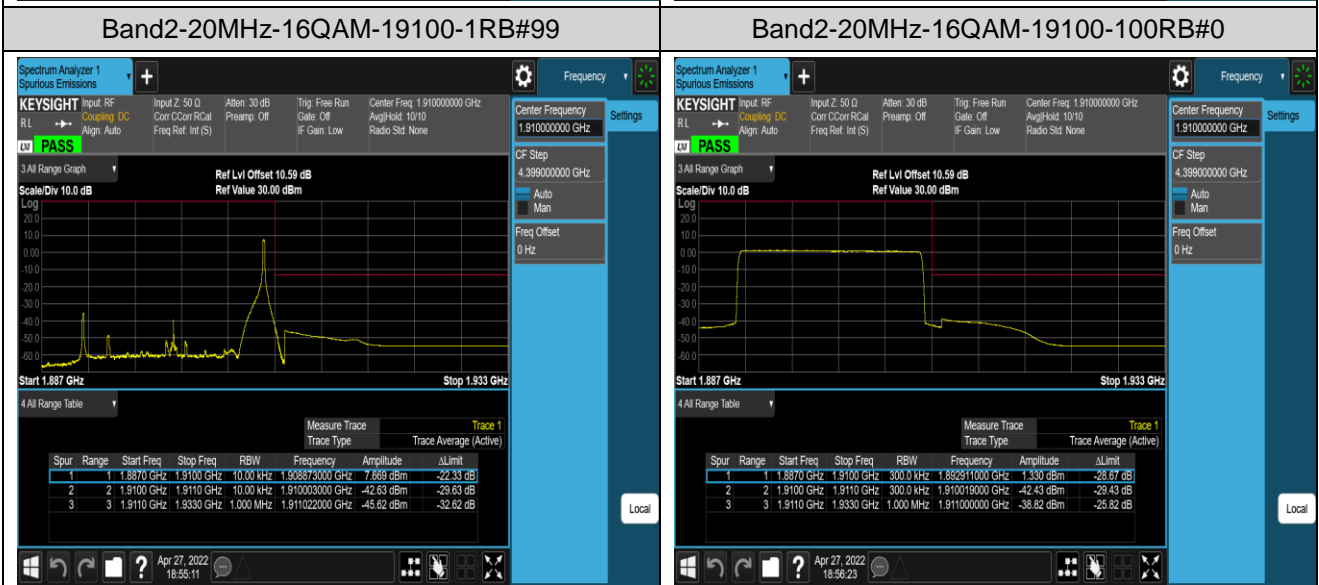 Band2-20MHz-16QAM-19100-1RB#99
Spectrum Analyzer 1
Spurious Emissions
+
Frequency
KEYSIGHT
RL
Input: RF
Coupling: DC
Align: Auto
Input Z: 50 Ω
Corr CCorr RCal
Freq Ref: Int (S)
Atten: 30 dB
Preamp: Off
Trig: Free Run
Gate: Off
IF Gain: Low
Center Freq: 1.910000000 GHz
Avg|Hold: 10/10
Radio Std: None
LXI PASS
Center Frequency
1.910000000 GHz
Settings
CF Step
4.399000000 GHz
Auto
Man
Freq Offset
0 Hz
3 All Range Graph
Ref Lvl Offset 10.59 dB
Scale/Div 10.0 dB
Ref Value 30.00 dBm
Log
20.0
10.0
0.00
-10.0
-20.0
-30.0
-40.0
-50.0
-60.0
Start 1.887 GHz
Stop 1.933 GHz
4 All Range Table
Measure Trace Trace 1
Trace Type Trace Average (Active)
Spur Range Start Freq Stop Freq RBW Frequency Amplitude ΔLimit
1 1 1.8870 GHz 1.9100 GHz 10.00 kHz 1.908873000 GHz 7.669 dBm -22.33 dB
2 2 1.9100 GHz 1.9110 GHz 10.00 kHz 1.910003000 GHz -42.63 dBm -29.63 dB
3 3 1.9110 GHz 1.9330 GHz 1.000 MHz 1.911022000 GHz -45.62 dBm -32.62 dB
Local
?
Apr 27, 2022
18:55:11
Band2-20MHz-16QAM-19100-100RB#0
Spectrum Analyzer 1
Spurious Emissions
+
Frequency
KEYSIGHT
RL
Input: RF
Coupling: DC
Align: Auto
Input Z: 50 Ω
Corr CCorr RCal
Freq Ref: Int (S)
Atten: 30 dB
Preamp: Off
Trig: Free Run
Gate: Off
IF Gain: Low
Center Freq: 1.910000000 GHz
Avg|Hold: 10/10
Radio Std: None
LXI PASS
Center Frequency
1.910000000 GHz
Settings
CF Step
4.399000000 GHz
Auto
Man
Freq Offset
0 Hz
3 All Range Graph
Ref Lvl Offset 10.59 dB
Scale/Div 10.0 dB
Ref Value 30.00 dBm
Log
20.0
10.0
0.00
-10.0
-20.0
-30.0
-40.0
-50.0
-60.0
Start 1.887 GHz
Stop 1.933 GHz
4 All Range Table
Measure Trace Trace 1
Trace Type Trace Average (Active)
Spur Range Start Freq Stop Freq RBW Frequency Amplitude ΔLimit
1 1 1.8870 GHz 1.9100 GHz 300.0 kHz 1.892911000 GHz 1.330 dBm -28.67 dB
2 2 1.9100 GHz 1.9110 GHz 300.0 kHz 1.910019000 GHz -42.43 dBm -29.43 dB
3 3 1.9110 GHz 1.9330 GHz 1.000 MHz 1.911000000 GHz -38.82 dBm -25.82 dB
Local
?
Apr 27, 2022
18:56:23